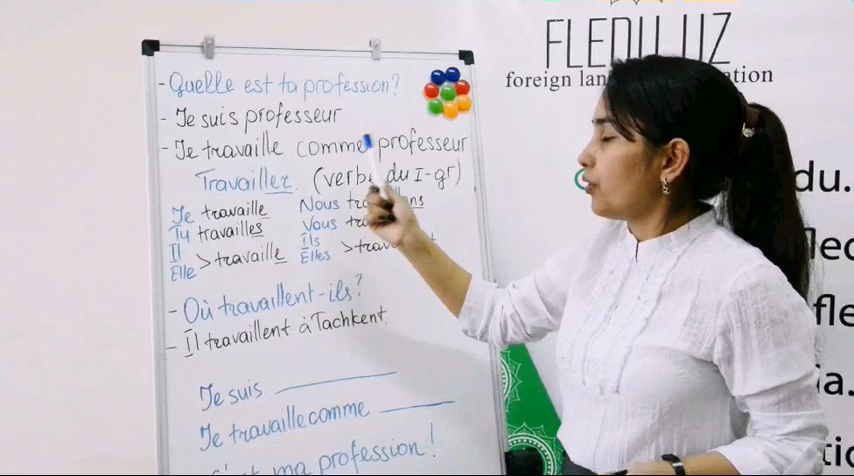 FLEDU.UZ
foreign
- Quelle est ta profession?
- Je suis professeur
- Je travaille comme professeur
Travailler (verbe du I-gr)
Je travaille Nous
Tu travailles Vous
Il Ils
Elle > travaille Elles >
- Où travaillent-ils?
- Il travaillent à Tachkent.
Je suis
Je travaille comme
C'est ma profession!